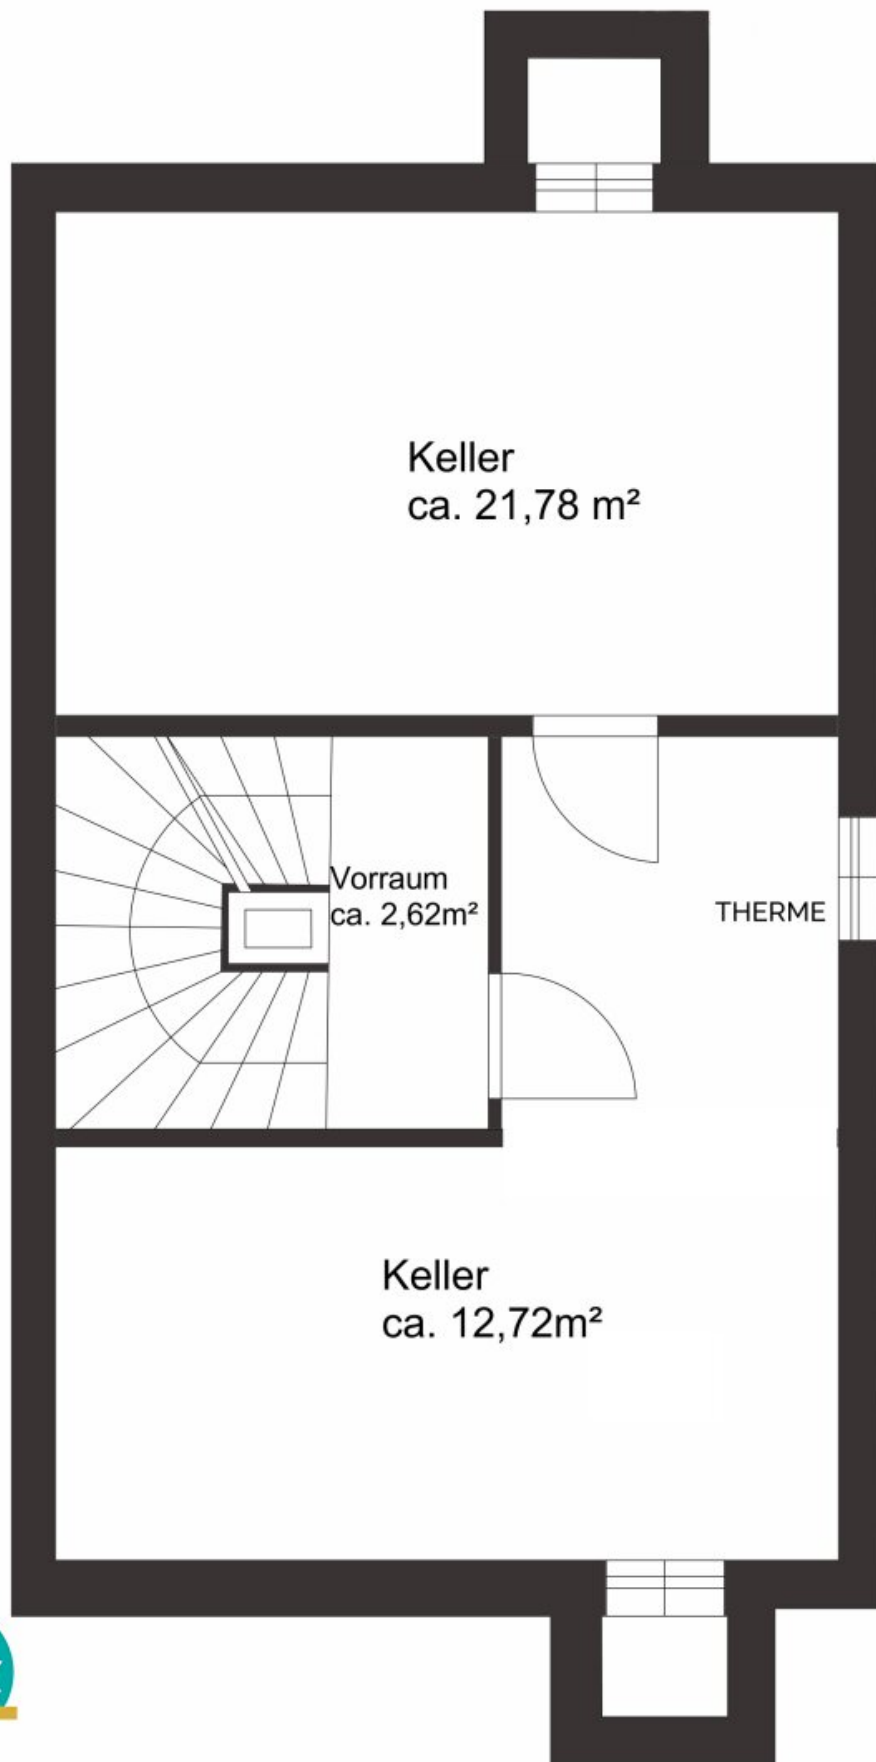 Keller
ca. 21,78 m²
Vorraum
ca. 2,62m²
THERME
Keller
ca. 12,72m²